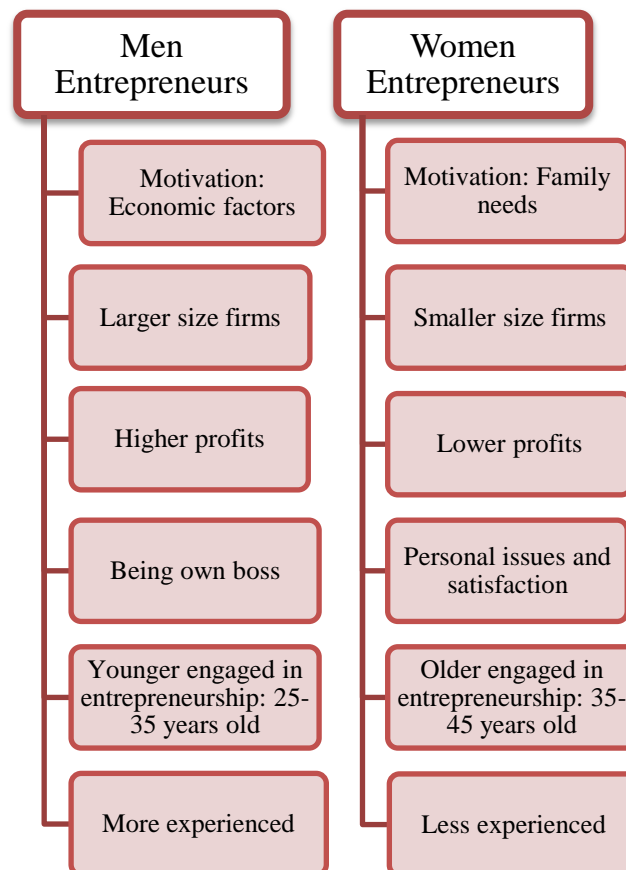 Men
Entrepreneurs
Motivation:
Economic factors
Larger size firms
Higher profits
Being own boss
Younger engaged in
entrepreneurship: 25-
35 years old
More experienced
Women
Entrepreneurs
Motivation: Family
needs
Smaller size firms
Lower profits
Personal issues and
satisfaction
Older engaged in
entrepreneurship: 35-
45 years old
Less experienced